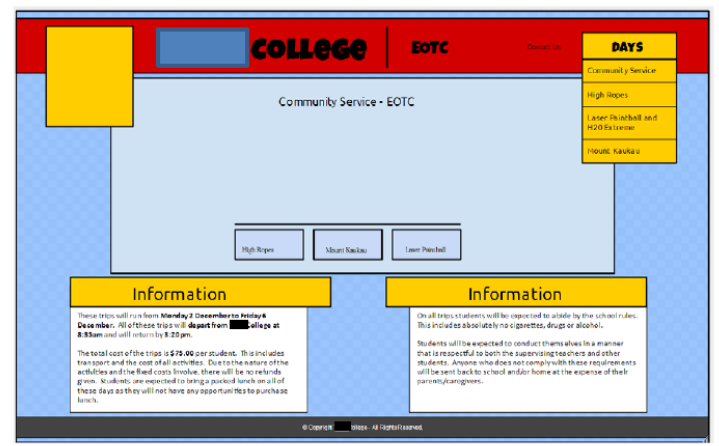 COLLEGE
EOTC
Contact Us
DAYS
Community Service
High Ropes
Laser Paintball and
H20 Extreme
Mount Kaukau
Community Service - EOTC
High Ropes
Mount Kaukau
Laser Paintball
Information
These trips will run from Monday 2 December to Friday 6
December. All of these trips will depart from ollege at
8:55am and will return by 5:20pm.
The total cost of the trips is $75.00 per student. This includes
transport and the cost of all activities. Due to the nature of the
activities and the fixed costs involve, there will be no refunds
given. Students are expected to bring a packed lunch on all of
these days as they will not have any opportunities to purchase
lunch.
Information
On all trips students will be expected to abide by the school rules.
This includes absolutely no cigarettes, drugs or alcohol.
Students will be expected to conduct themselves in a manner
that is respectful to both the supervising teachers and other
students. Anyone who does not comply with these requirements
will be sent back to school and/or home at the expense of their
parents/caregivers.
© Copyright ollege - All Rights Reserved.